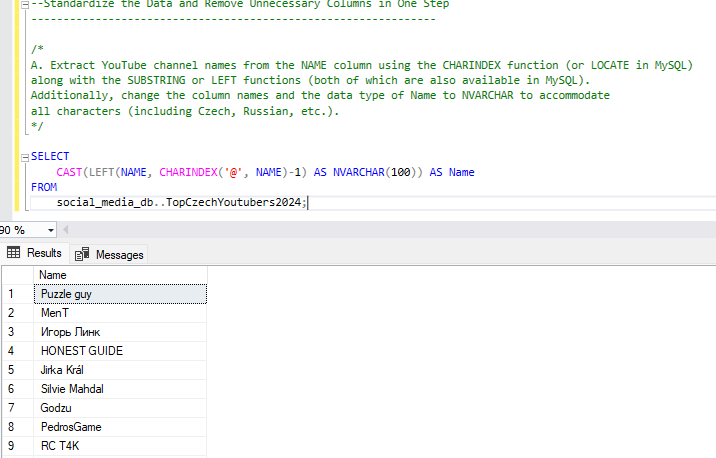 --Standardize the Data and Remove Unnecessary Columns in One Step
------------------------------------------------------------------
/*
A. Extract YouTube channel names from the NAME column using the CHARINDEX function (or LOCATE in MySQL)
along with the SUBSTRING or LEFT functions (both of which are also available in MySQL).
Additionally, change the column names and the data type of Name to NVARCHAR to accommodate
all characters (including Czech, Russian, etc.).
*/
SELECT
CAST(LEFT(NAME, CHARINDEX('@', NAME)-1) AS NVARCHAR(100)) AS Name
FROM
social_media_db..TopCzechYoutubers2024;
90 %
Results Messages
Name
1 Puzzle guy
2 MenT
3 Игорь Линк
4 HONEST GUIDE
5 Jirka Král
6 Silvie Mahdal
7 Godzu
8 PedrosGame
9 RC T4K